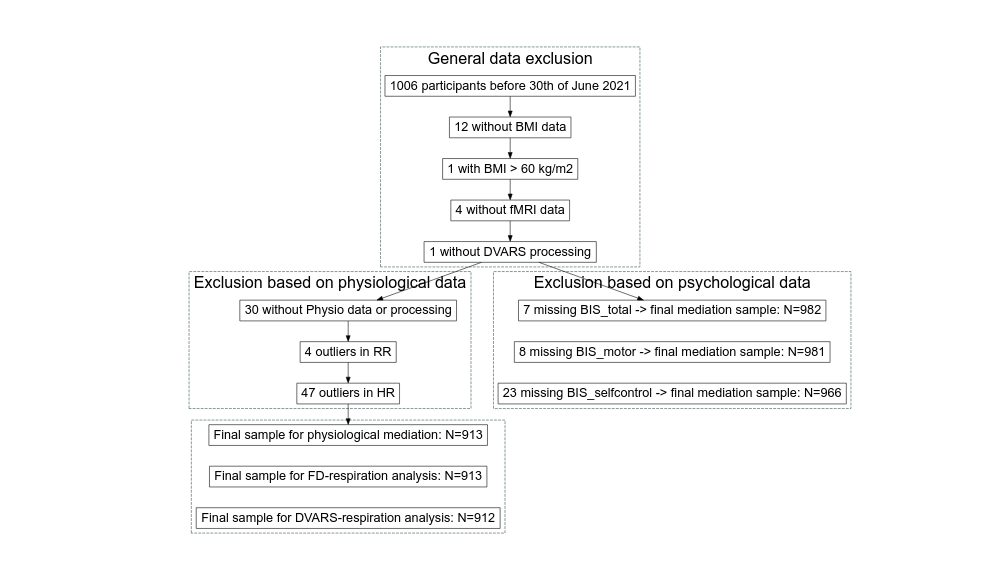 General data exclusion
1006 participants before 30th of June 2021
12 without BMI data
1 with BMI > 60 kg/m2
4 without fMRI data
1 without DVARS processing
Exclusion based on physiological data
30 without Physio data or processing
4 outliers in RR
47 outliers in HR
Exclusion based on psychological data
7 missing BIS_total -> final mediation sample: N=982
8 missing BIS_motor -> final mediation sample: N=981
23 missing BIS_selfcontrol -> final mediation sample: N=966
Final sample for physiological mediation: N=913
Final sample for FD-respiration analysis: N=913
Final sample for DVARS-respiration analysis: N=912